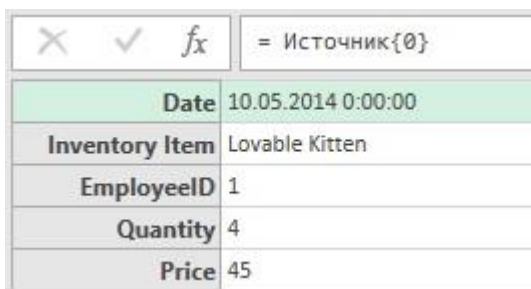 fx = Источник{0}
Date 10.05.2014 0:00:00
Inventory Item Lovable Kitten
EmployeeID 1
Quantity 4
Price 45